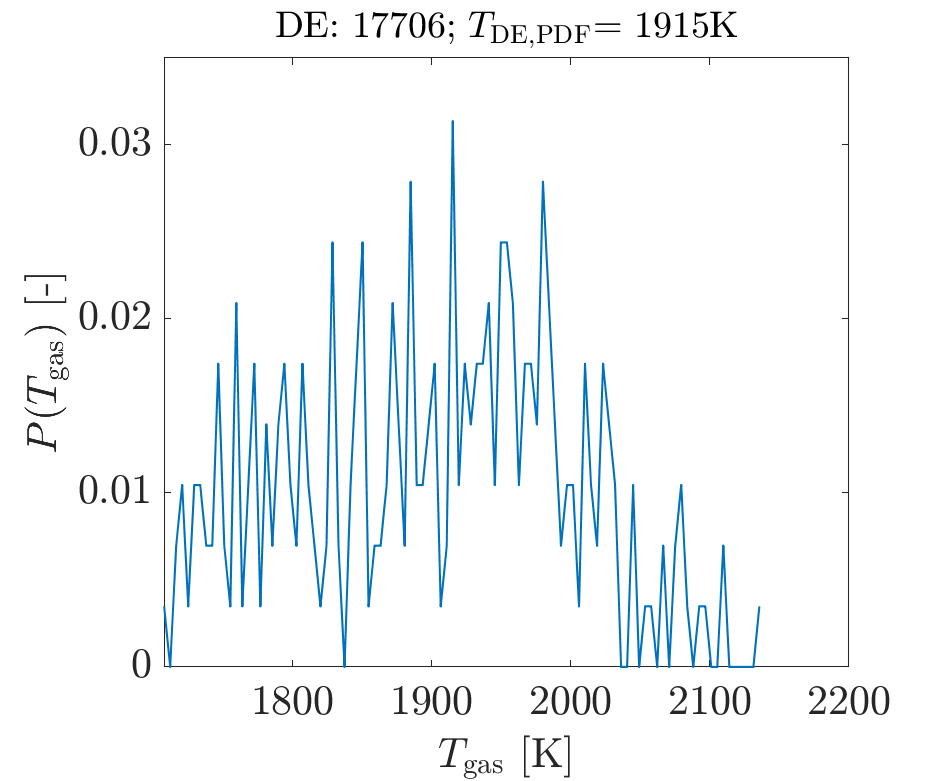 DE: 17706; T_DE,PDF= 1915K
0.03
0.02
0.01
0
P(T_gas) [-]
1800 1900 2000 2100 2200
T_gas [K]